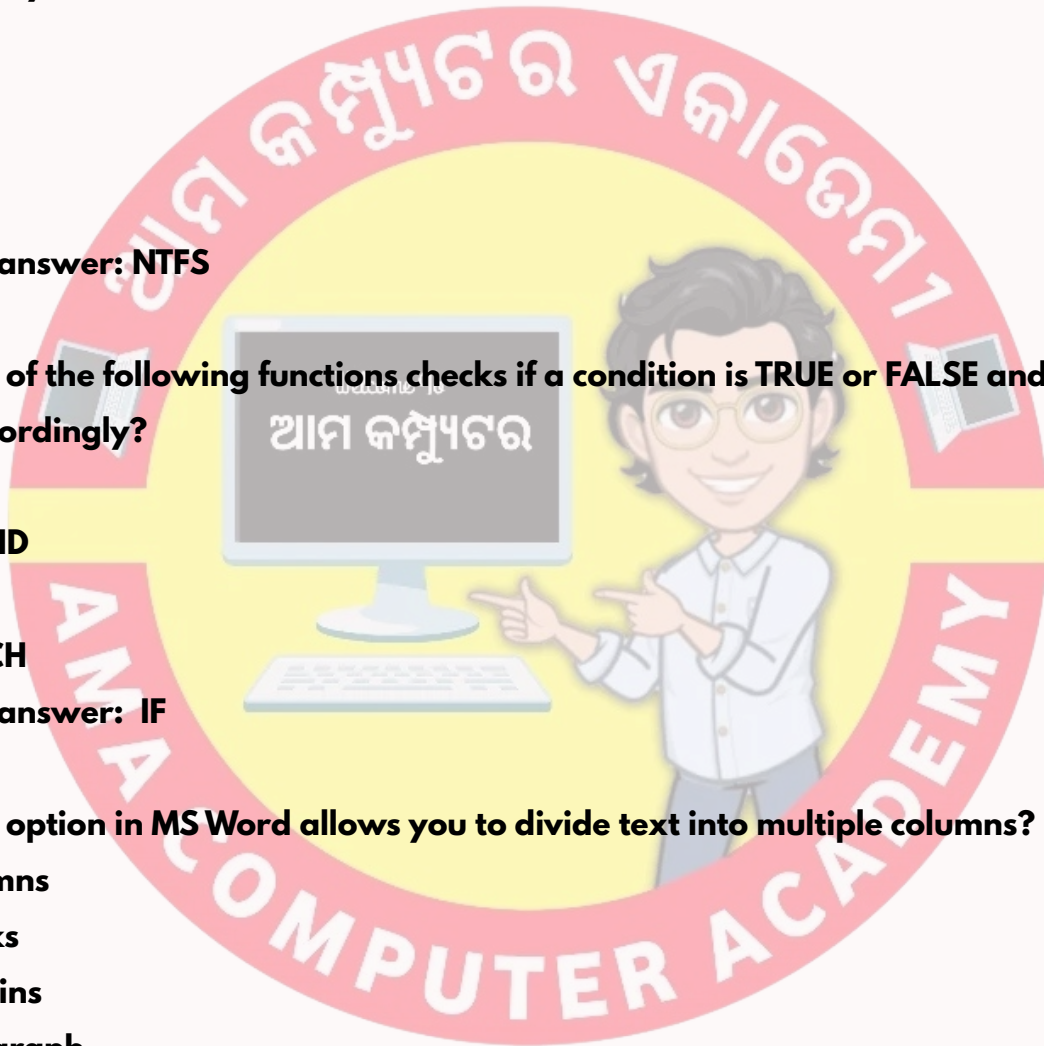 ଆମ କମ୍ପ୍ୟୁଟର ଏକାଡେମୀ
answer: NTFS
of the following functions checks if a condition is TRUE or FALSE and
ordingly?
ଆମ କମ୍ପ୍ୟୁଟର
ND
CH
answer: IF
option in MS Word allows you to divide text into multiple columns?
mns
ks
ins
AMA COMPUTER ACADEMY